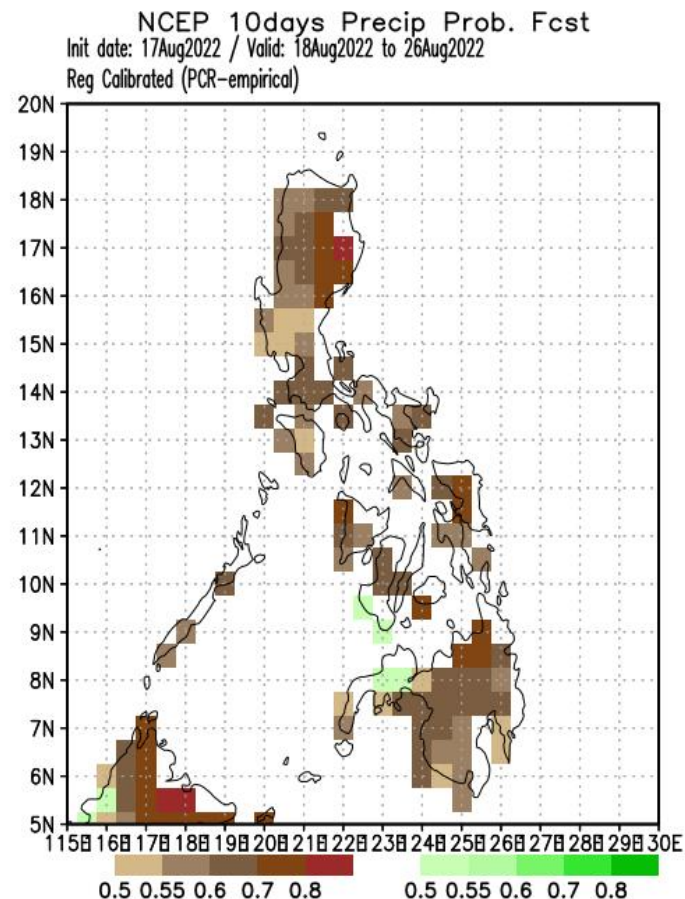 NCEP 10days Precip Prob. Fcst
Init date: 17Aug2022 / Valid: 18Aug2022 to 26Aug2022
Reg Calibrated (PCR-empirical)
20N
19N
18N
17N
16N
15N
14N
13N
12N
11N
10N
9N
8N
7N
6N
5N
115E 116E 117E 118E 119E 120E 121E 122E 123E 124E 125E 126E 127E 128E 129E 130E
0.5 0.55 0.6 0.7 0.8 0.5 0.55 0.6 0.7 0.8